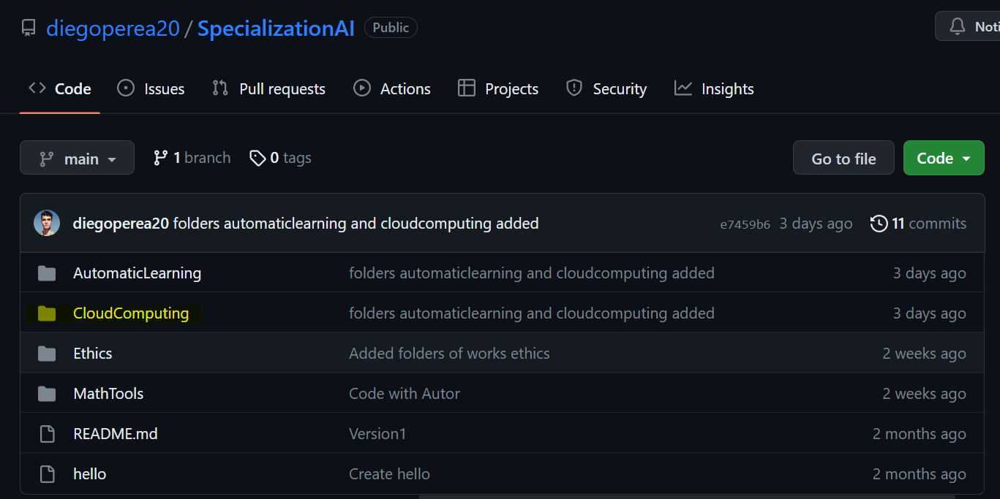 diegoperea20 / SpecializationAI Public Noti
Code Issues Pull requests Actions Projects Security Insights
main 1 branch 0 tags Go to file Code
diegoperea20 folders automaticlearning and cloudcomputing added e7459b6 3 days ago 11 commits
AutomaticLearning folders automaticlearning and cloudcomputing added 3 days ago
CloudComputing folders automaticlearning and cloudcomputing added 3 days ago
Ethics Added folders of works ethics 2 weeks ago
MathTools Code with Autor 2 weeks ago
README.md Version1 2 months ago
hello Create hello 2 months ago